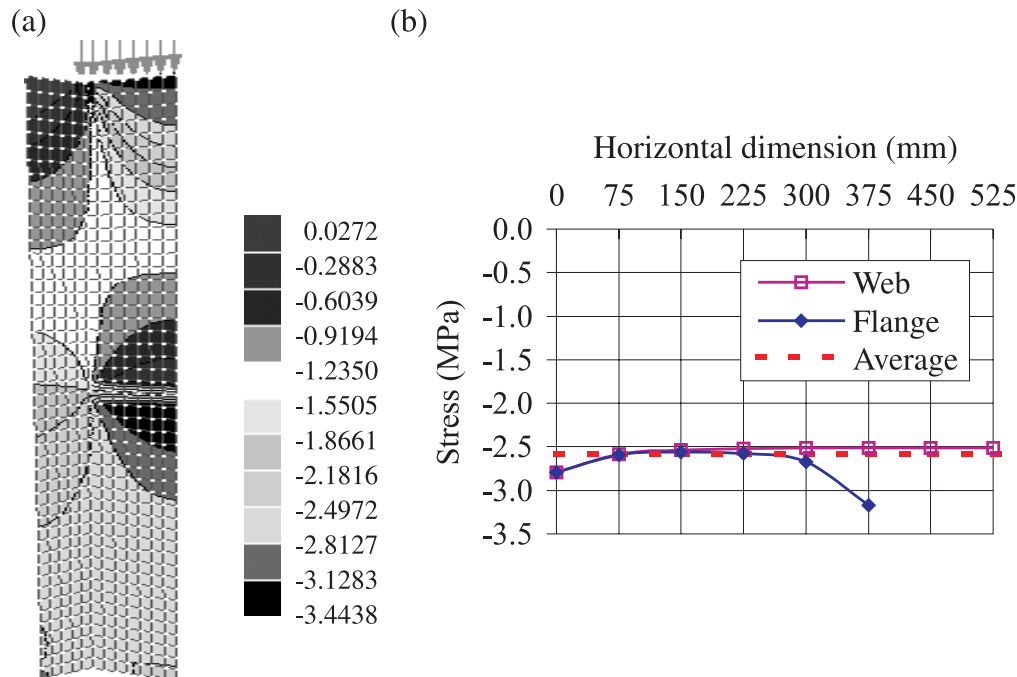 (a)
(b)
0.0272
-0.2883
-0.6039
-0.9194
-1.2350
-1.5505
-1.8661
-2.1816
-2.4972
-2.8127
-3.1283
-3.4438
Horizontal dimension (mm)
0 75 150 225 300 375 450 525
Stress (MPa)
0.0
-0.5
-1.0
-1.5
-2.0
-2.5
-3.0
-3.5
Web
Flange
Average